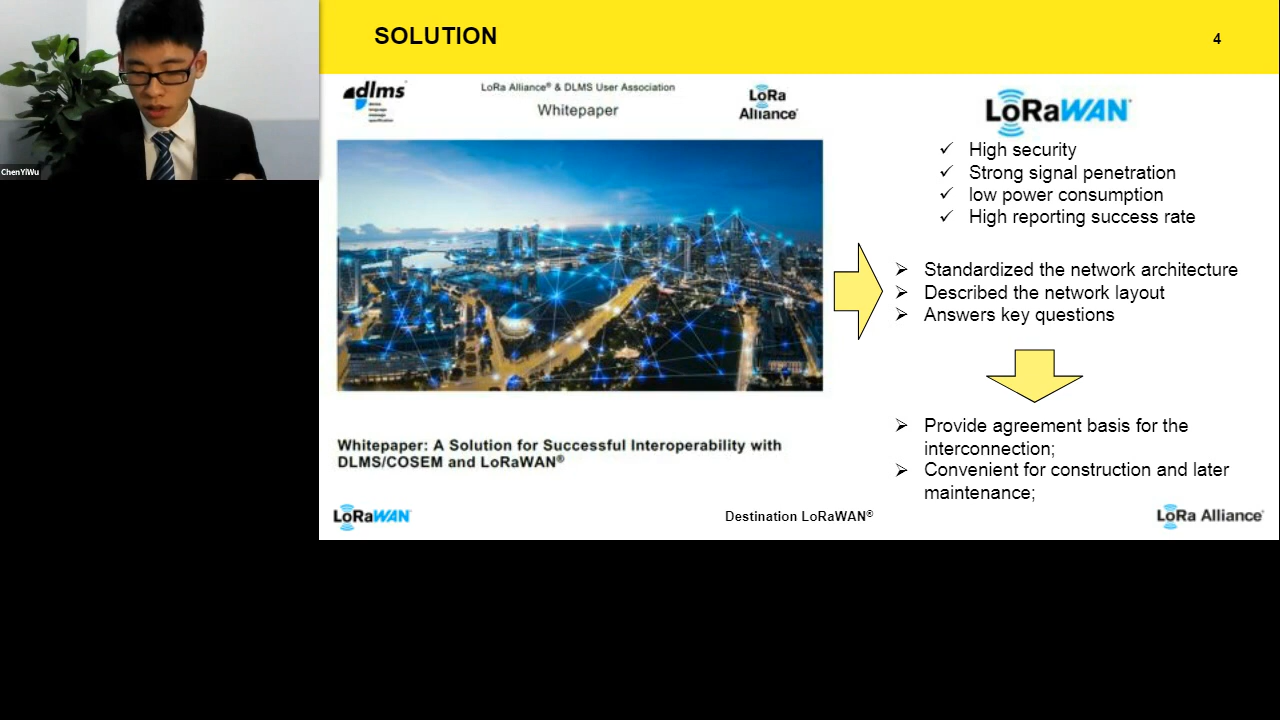 ChenYiWu
SOLUTION
4
dlms
LoRa Alliance® & DLMS User Association
Whitepaper
LoRa
Alliance®
Whitepaper: A Solution for Successful Interoperability with
DLMS/COSEM and LoRaWAN®
LoRaWAN®
✓ High security
✓ Strong signal penetration
✓ low power consumption
✓ High reporting success rate
➢ Standardized the network architecture
➢ Described the network layout
➢ Answers key questions
➢ Provide agreement basis for the
interconnection;
➢ Convenient for construction and later
maintenance;
LoRaWAN®
Destination LoRaWAN®
LoRa Alliance®